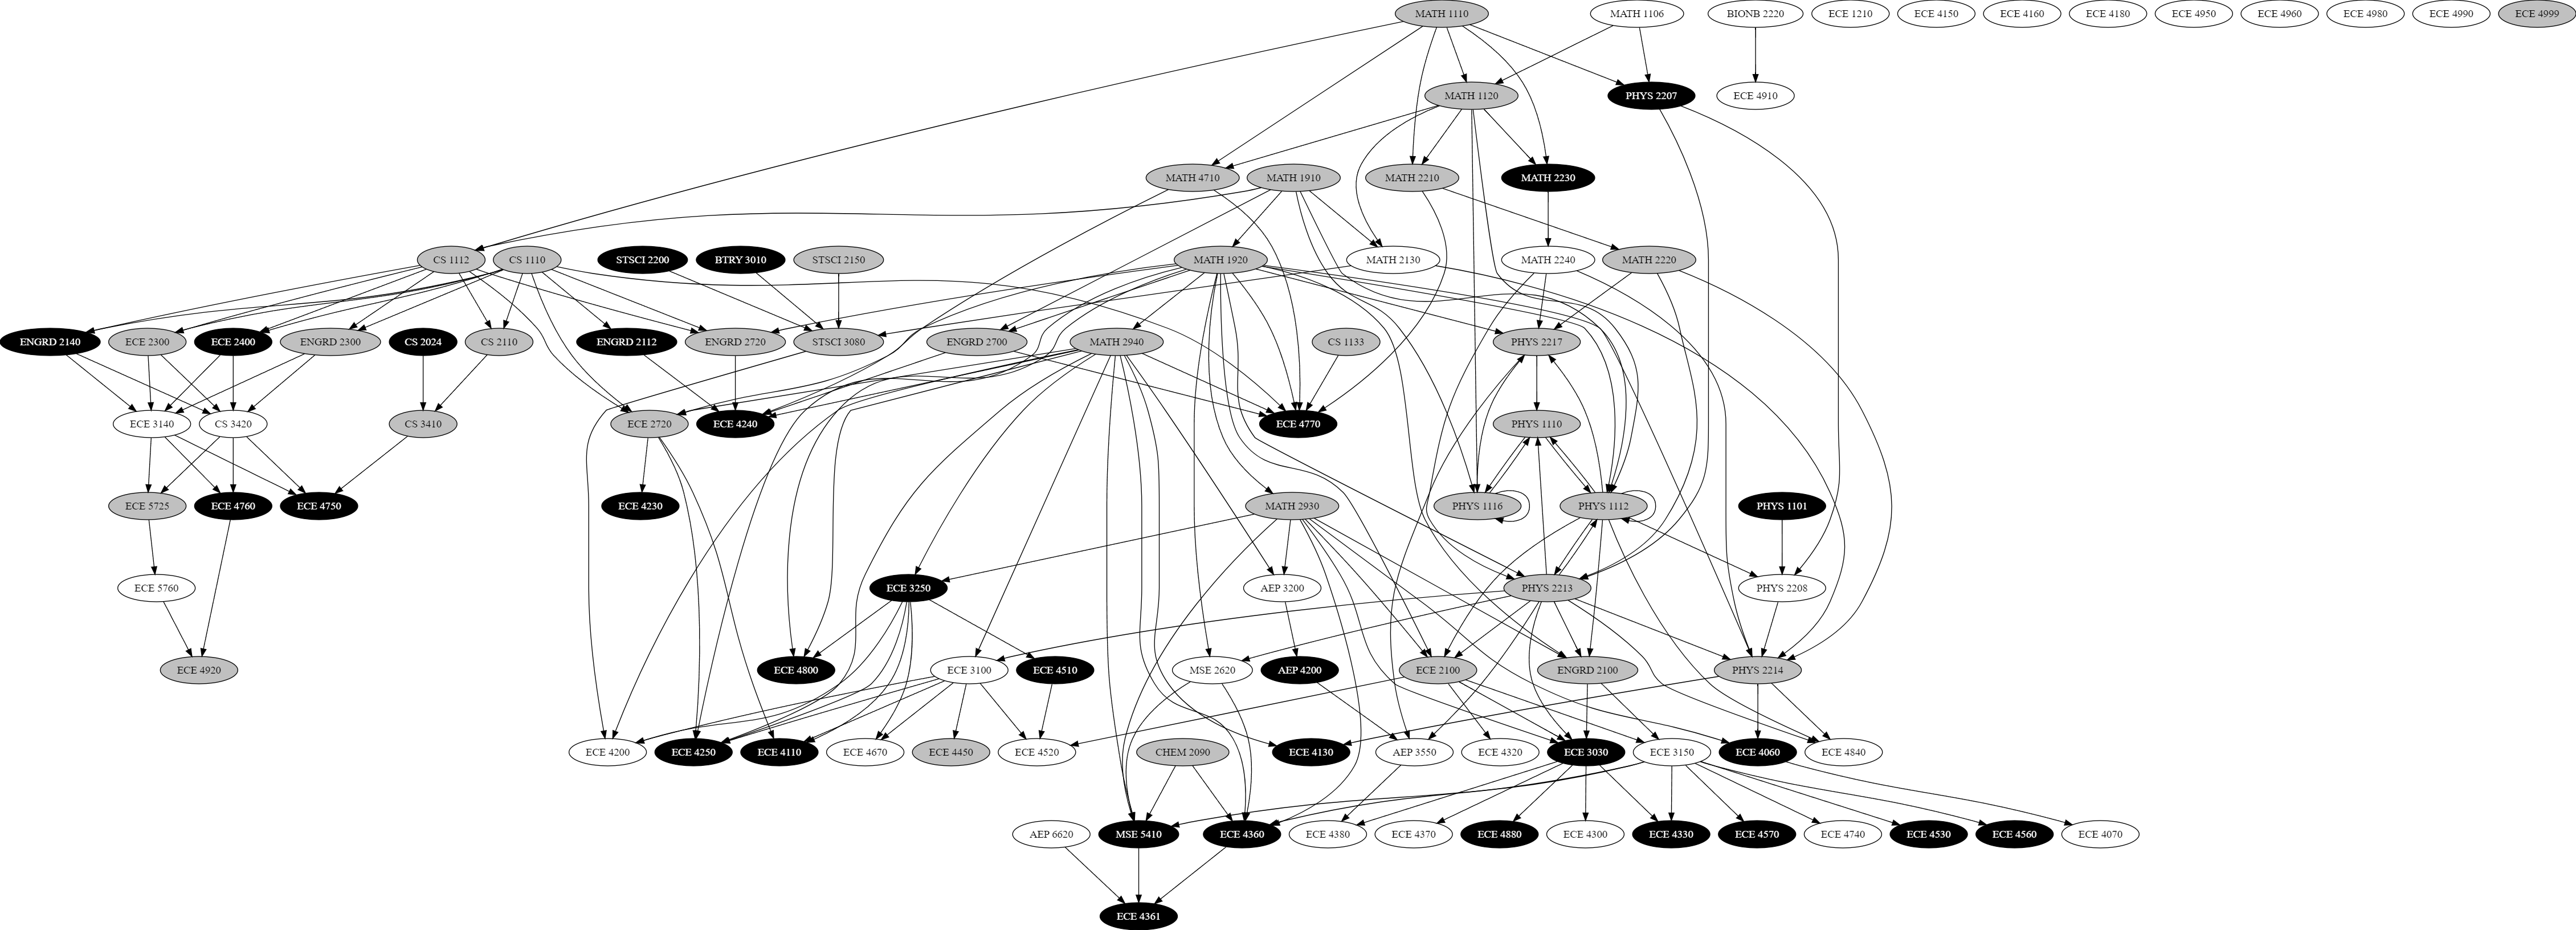 MATH 1110
MATH 1106
BIONB 2220
ECE 1210
ECE 4150
ECE 4160
ECE 4180
ECE 4950
ECE 4960
ECE 4980
ECE 4990
ECE 4999
MATH 1120
PHYS 2207
ECE 4910
MATH 4710
MATH 1910
MATH 2210
MATH 2230
CS 1112
CS 1110
STSCI 2200
BTRY 3010
STSCI 2150
MATH 1920
MATH 2130
MATH 2240
MATH 2220
ENGRD 2140
ECE 2300
ECE 2400
ENGRD 2300
CS 2024
CS 2110
ENGRD 2112
ENGRD 2720
STSCI 3080
ENGRD 2700
MATH 2940
CS 1133
PHYS 2217
ECE 3140
CS 3420
CS 3410
ECE 2720
ECE 4240
ECE 4770
PHYS 1110
ECE 5725
ECE 4760
ECE 4750
ECE 4230
MATH 2930
PHYS 1116
PHYS 1112
PHYS 1101
ECE 5760
ECE 3250
AEP 3200
PHYS 2213
PHYS 2208
ECE 4920
ECE 4800
ECE 3100
ECE 4510
MSE 2620
AEP 4200
ECE 2100
ENGRD 2100
PHYS 2214
ECE 4200
ECE 4250
ECE 4110
ECE 4670
ECE 4450
ECE 4520
CHEM 2090
ECE 4130
AEP 3550
ECE 4320
ECE 3030
ECE 3150
ECE 4060
ECE 4840
AEP 6620
MSE 5410
ECE 4360
ECE 4380
ECE 4370
ECE 4880
ECE 4300
ECE 4330
ECE 4570
ECE 4740
ECE 4530
ECE 4560
ECE 4070
ECE 4361